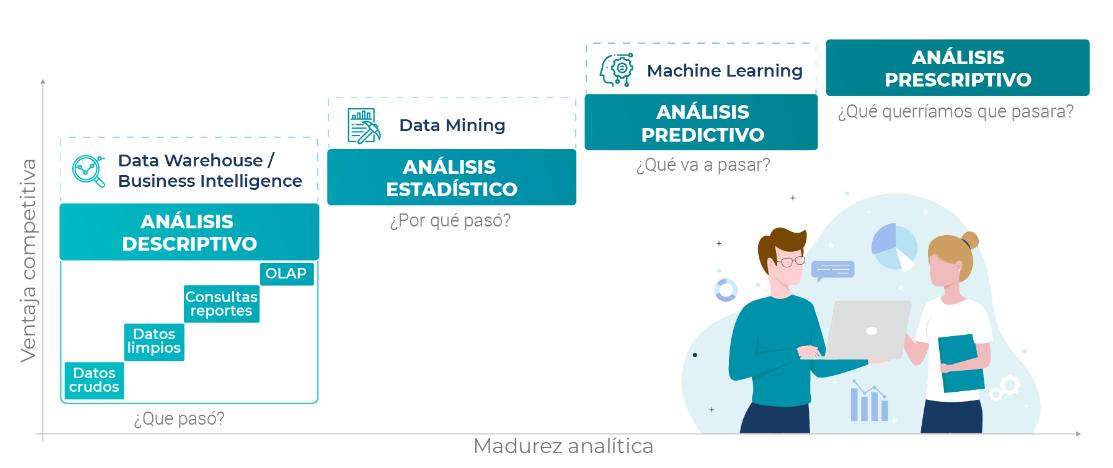 Ventaja competitiva
Data Warehouse /
Business Intelligence
ANÁLISIS
DESCRIPTIVO
OLAP
Consultas
reportes
Datos
limpios
Datos
crudos
¿Que pasó?
Data Mining
ANÁLISIS
ESTADÍSTICO
¿Por qué pasó?
Machine Learning
ANÁLISIS
PREDICTIVO
¿Qué va a pasar?
ANÁLISIS
PRESCRIPTIVO
¿Qué querríamos que pasara?
Madurez analítica